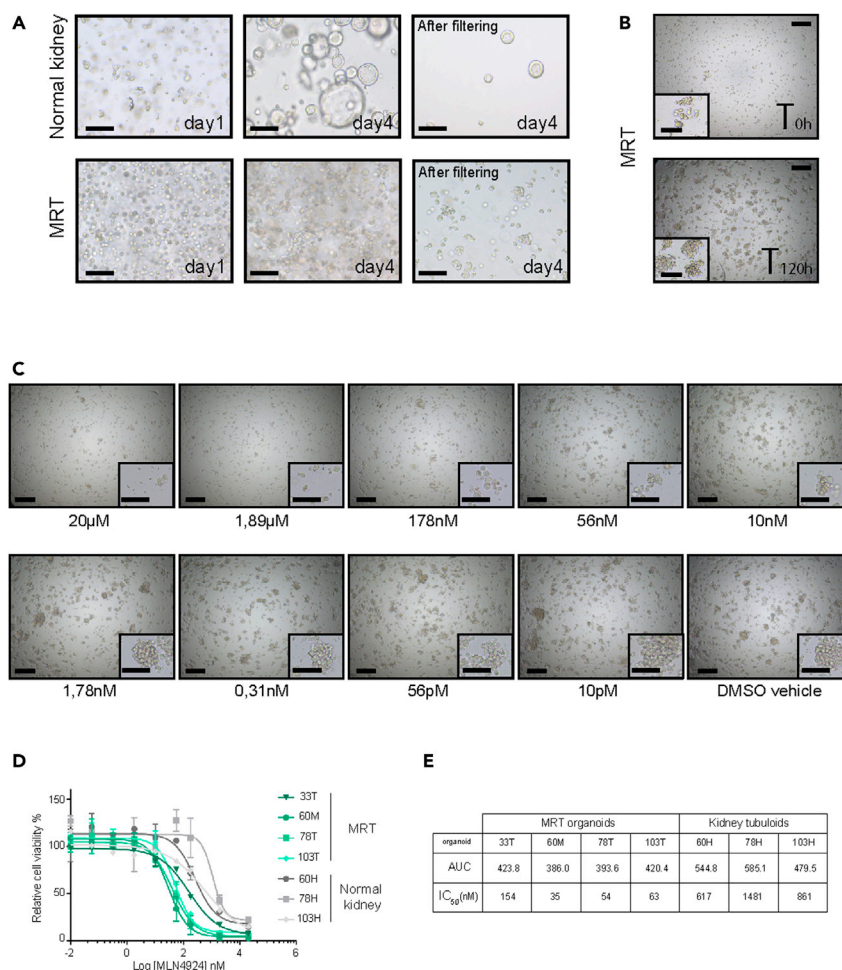 A
Normal kidney
day1
day4
After filtering
day4
MRT
day1
day4
After filtering
day4
B
MRT
T0h
T120h
C
20µM
1,89µM
178nM
56nM
10nM
1,78nM
0,31nM
56pM
10pM
DMSO vehicle
D
Relative cell viability %
150
100
50
0
-2 0 2 4 6
Log [MLN4924] nM
33T
60M
78T
103T
MRT
60H
78H
103H
Normal
kidney
E
MRT organoids Kidney tubuloids
organoid 33T 60M 78T 103T 60H 78H 103H
AUC 423.8 386.0 393.6 420.4 544.8 585.1 479.5
IC50(nM) 154 35 54 63 617 1481 861